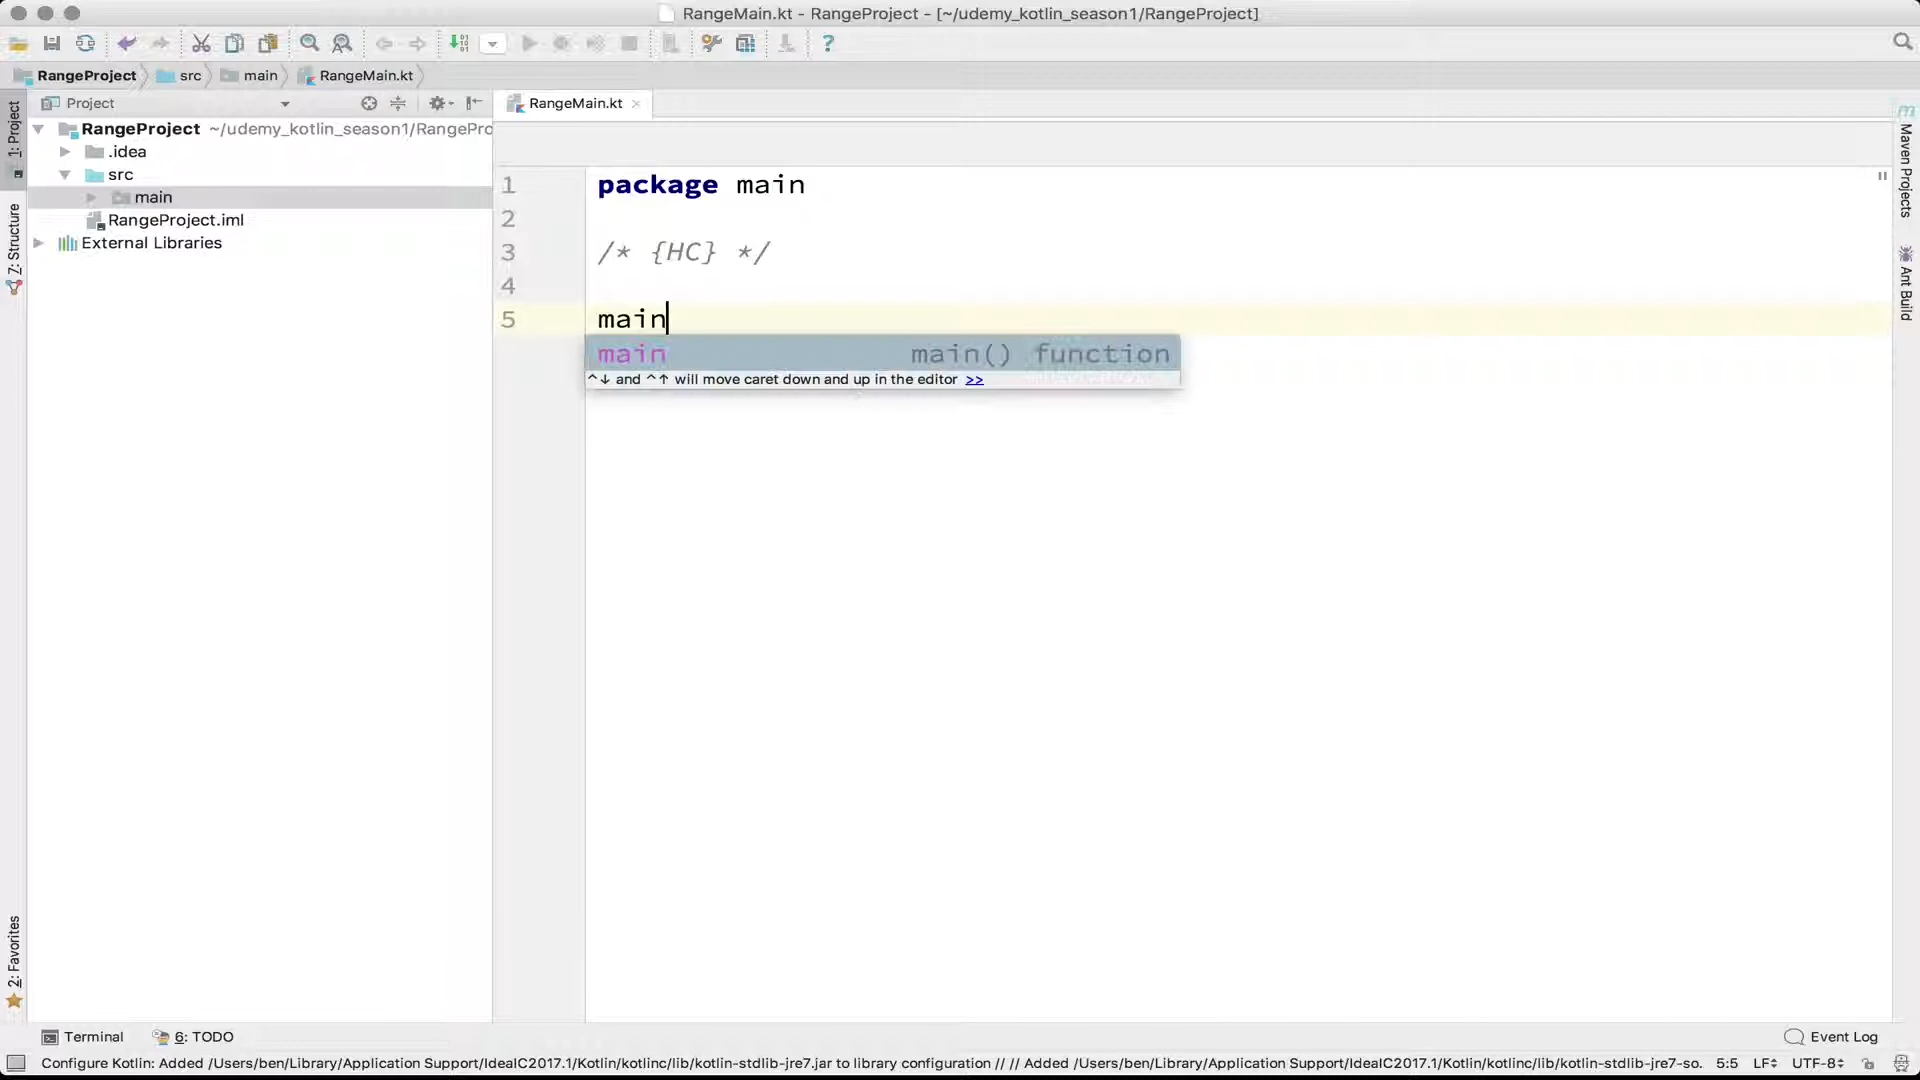 RangeMain.kt - RangeProject - [~/udemy_kotlin_season1/RangeProject]
RangeProject src main RangeMain.kt
1: Project
Project
RangeMain.kt
RangeProject ~/udemy_kotlin_season1/RangePro
.idea
src
main
RangeProject.iml
External Libraries
Z: Structure
2: Favorites
1 package main
2
3 /* {HC} */
4
5 main
main main() function
^↓ and ^↑ will move caret down and up in the editor >>
m
Maven Projects
Ant Build
Terminal 6: TODO Event Log
Configure Kotlin: Added /Users/ben/Library/Application Support/IdeaIC2017.1/Kotlin/kotlinc/lib/kotlin-stdlib-jre7.jar to library configuration // // Added /Users/ben/Library/Application Support/IdeaIC2017.1/Kotlin/kotlinc/lib/kotlin-stdlib-jre7-so. 5:5 LF UTF-8